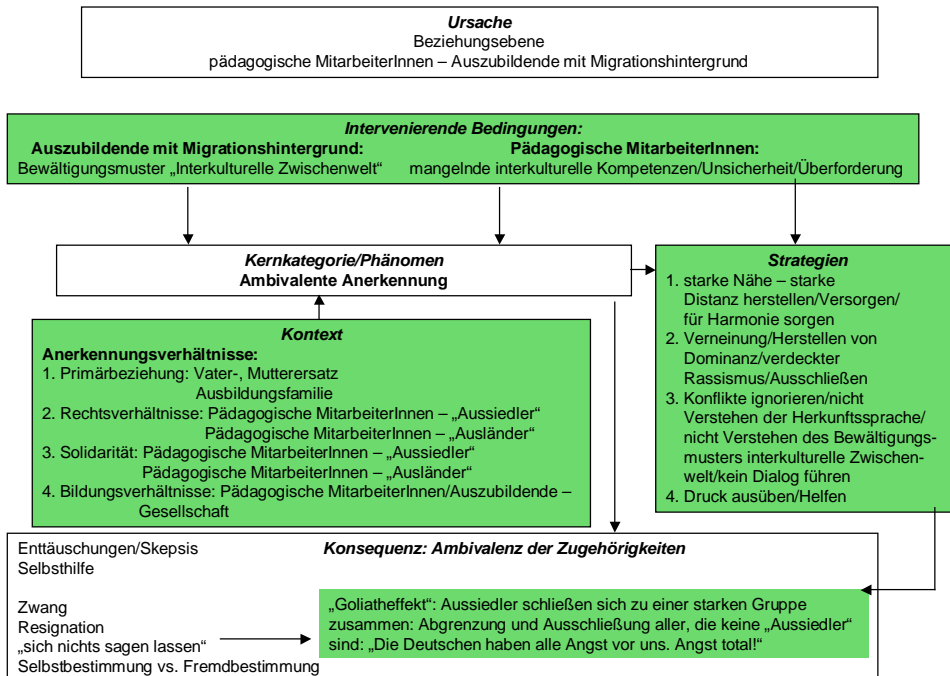 Ursache
Beziehungsebene
pädagogische MitarbeiterInnen – Auszubildende mit Migrationshintergrund
Intervenierende Bedingungen:
Auszubildende mit Migrationshintergrund:
Bewältigungsmuster „Interkulturelle Zwischenwelt“
Pädagogische MitarbeiterInnen:
mangelnde interkulturelle Kompetenzen/Unsicherheit/Überforderung
Kernkategorie/Phänomen
Ambivalente Anerkennung
Strategien
1. starke Nähe – starke
Distanz herstellen/Versorgen/
für Harmonie sorgen
2. Verneinung/Herstellen von
Dominanz/verdeckter
Rassismus/Ausschließen
3. Konflikte ignorieren/nicht
Verstehen der Herkunftssprache/
nicht Verstehen des Bewältigungs-
musters interkulturelle Zwischen-
welt/kein Dialog führen
4. Druck ausüben/Helfen
Kontext
Anerkennungsverhältnisse:
1. Primärbeziehung: Vater-, Mutterersatz
Ausbildungsfamilie
2. Rechtsverhältnisse: Pädagogische MitarbeiterInnen – „Aussiedler“
Pädagogische MitarbeiterInnen – „Ausländer“
3. Solidarität: Pädagogische MitarbeiterInnen – „Aussiedler“
Pädagogische MitarbeiterInnen – „Ausländer“
4. Bildungsverhältnisse: Pädagogische MitarbeiterInnen/Auszubildende –
Gesellschaft
Konsequenz: Ambivalenz der Zugehörigkeiten
Enttäuschungen/Skepsis
Selbsthilfe
Zwang
Resignation
„sich nichts sagen lassen“
Selbstbestimmung vs. Fremdbestimmung
„Goliatheffekt“: Aussiedler schließen sich zu einer starken Gruppe
zusammen: Abgrenzung und Ausschließung aller, die keine „Aussiedler“
sind: „Die Deutschen haben alle Angst vor uns. Angst total!“